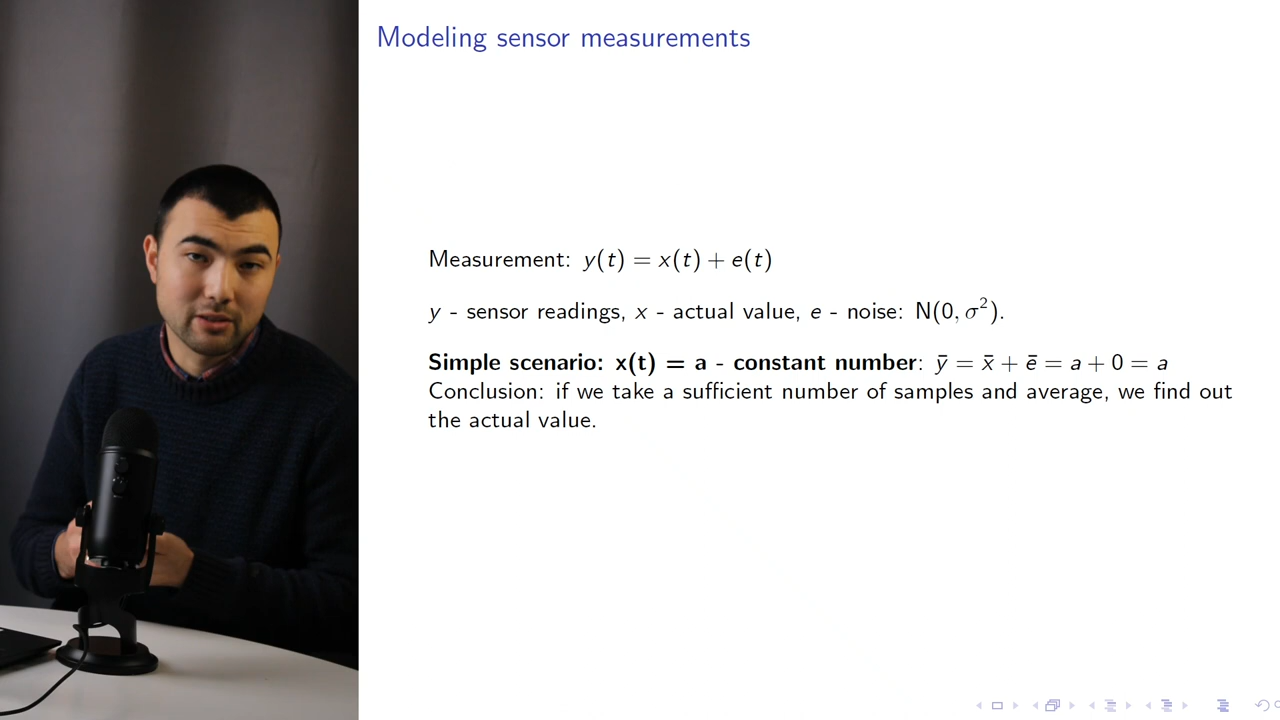 Modeling sensor measurements
Measurement: y(t) = x(t) + e(t)
y - sensor readings, x - actual value, e - noise: N(0, σ²).
Simple scenario: x(t) = a - constant number: ȳ = x̄ + ē = a + 0 = a
Conclusion: if we take a sufficient number of samples and average, we find out
the actual value.